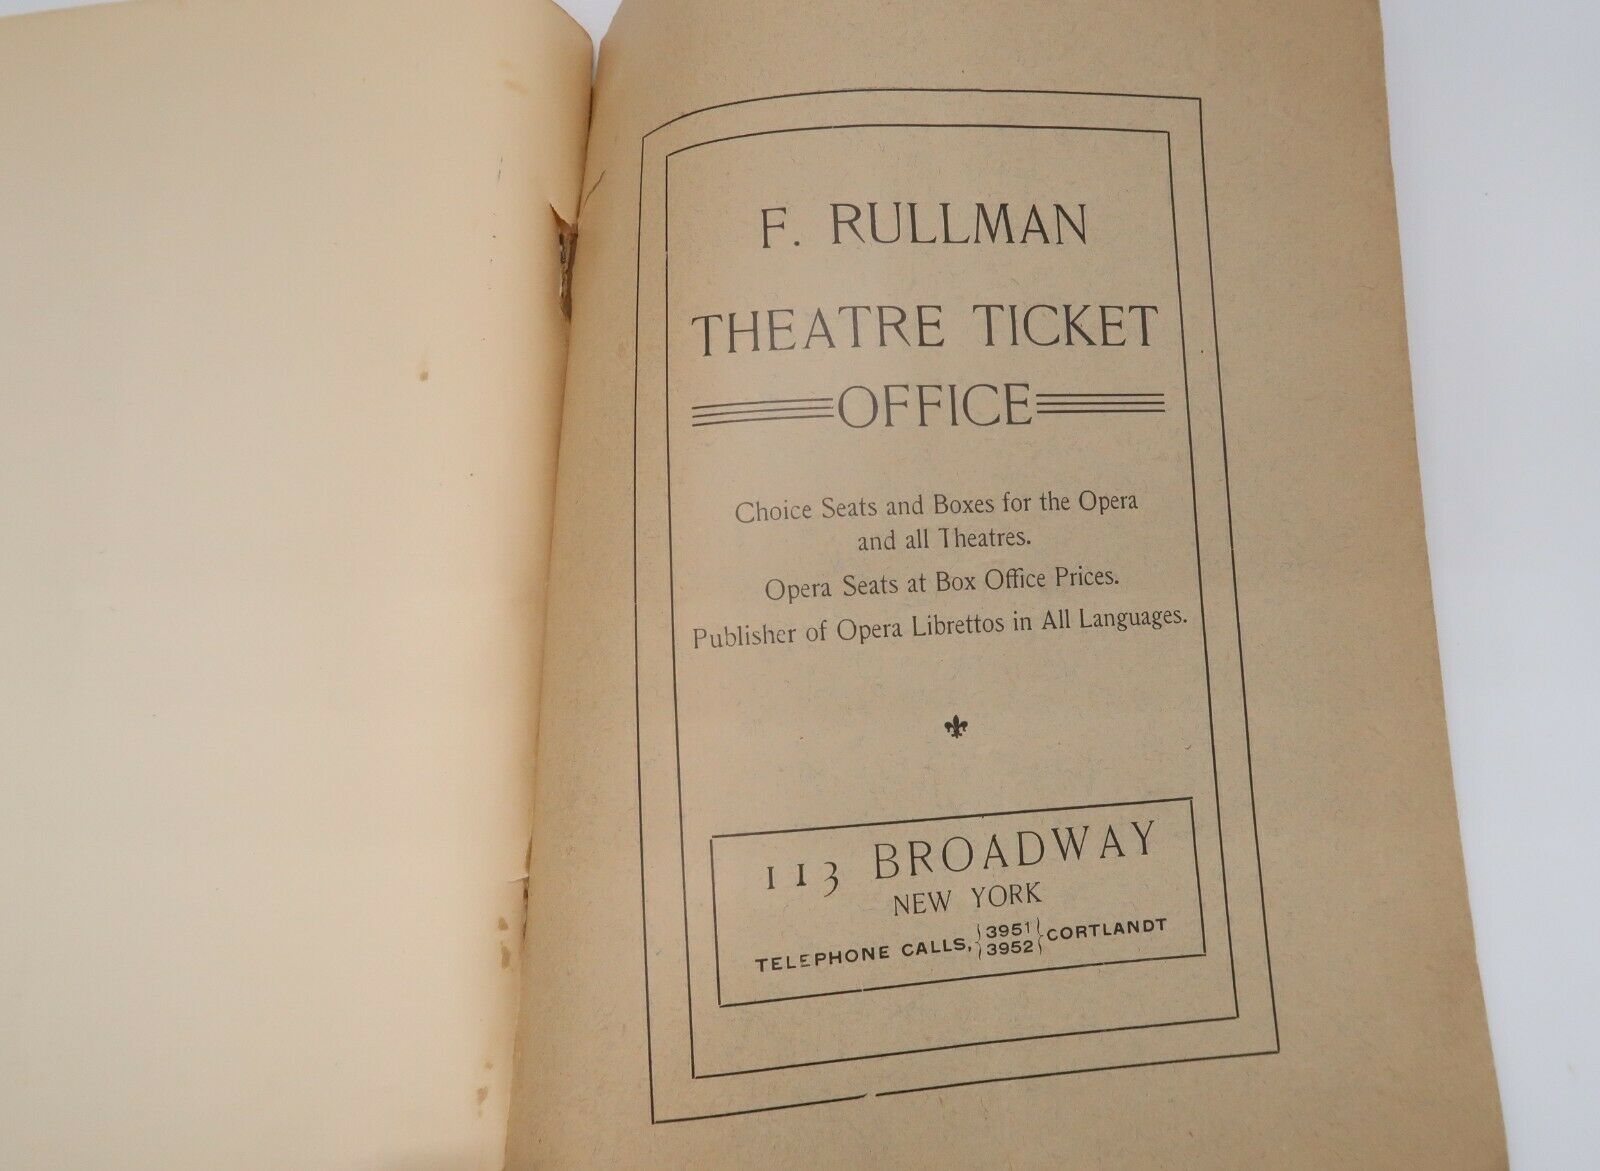 F. RULLMAN
THEATRE TICKET
OFFICE
Choice Seats and Boxes for the Opera
and all Theatres.
Opera Seats at Box Office Prices.
Publisher of Opera Librettos in All Languages.
113 BROADWAY
NEW YORK
TELEPHONE CALLS, {3951 3952} CORTLANDT